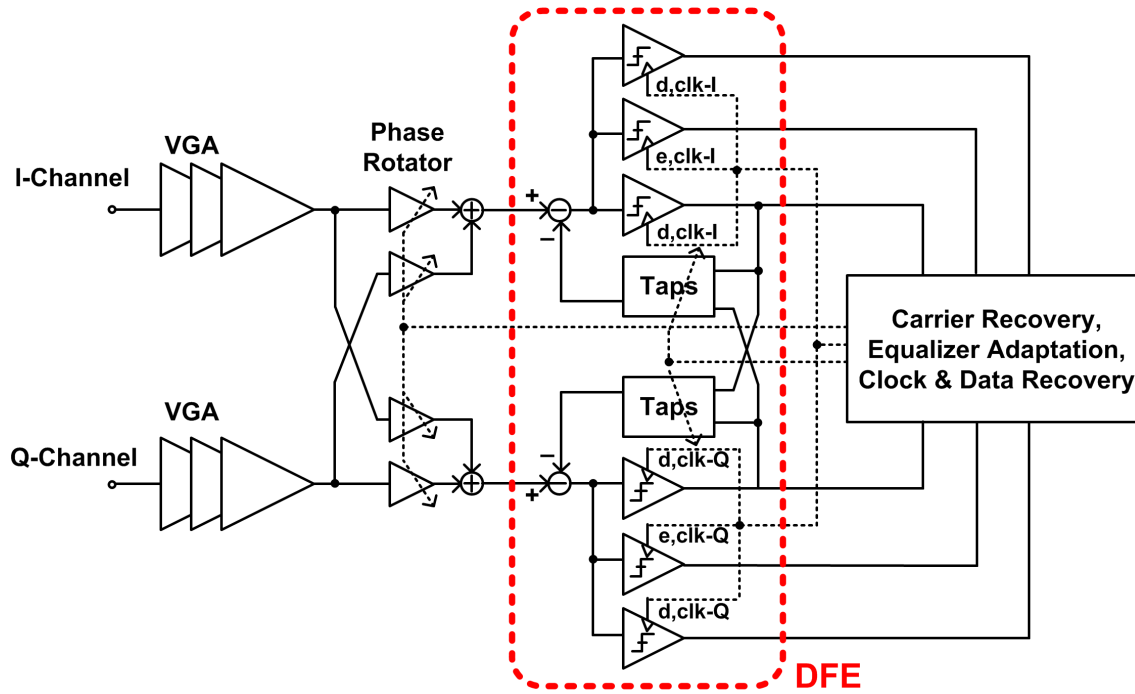 d,clk-I
Phase
Rotator
VGA
e,clk-I
I-Channel
+
+
−
−
d,clk-I
Taps
Carrier Recovery,
Equalizer Adaptation,
Clock & Data Recovery
Taps
VGA
Q-Channel
−
d,clk-Q
+
−
+
e,clk-Q
d,clk-Q
DFE